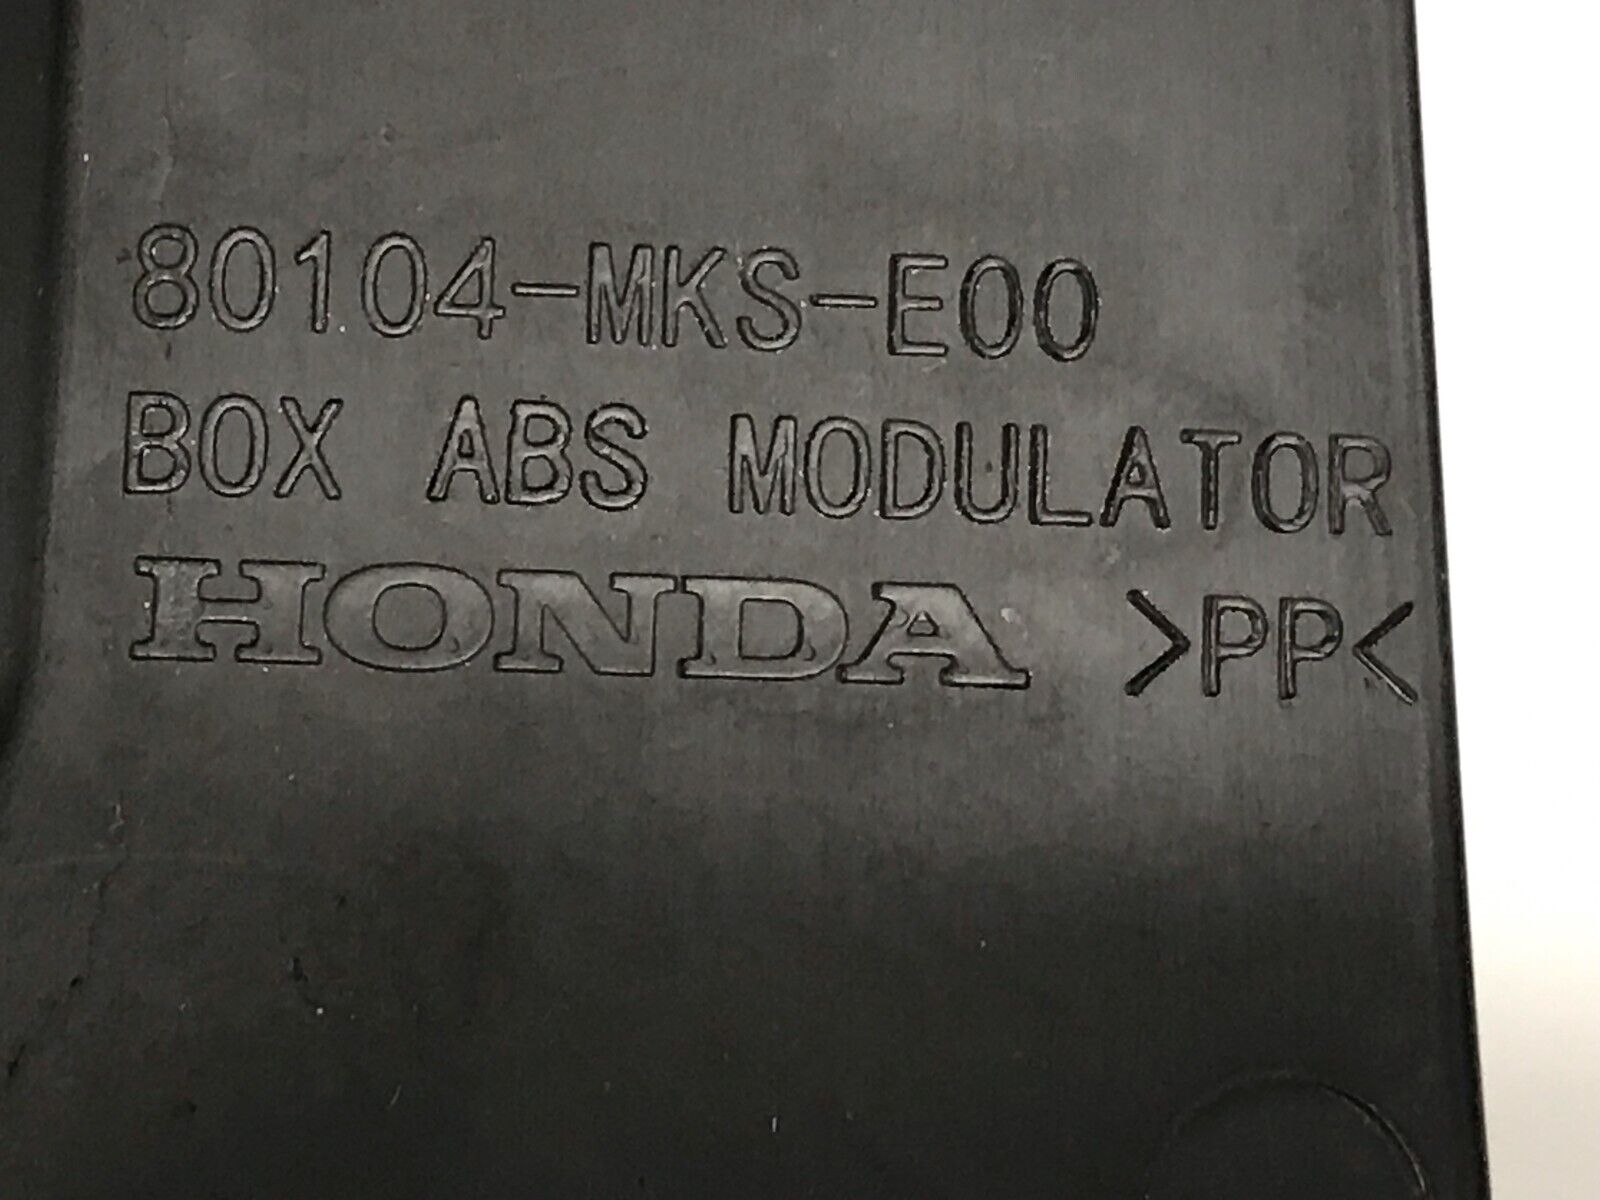 80104-MKS-E00
BOX ABS MODULATOR
HONDA >PP<